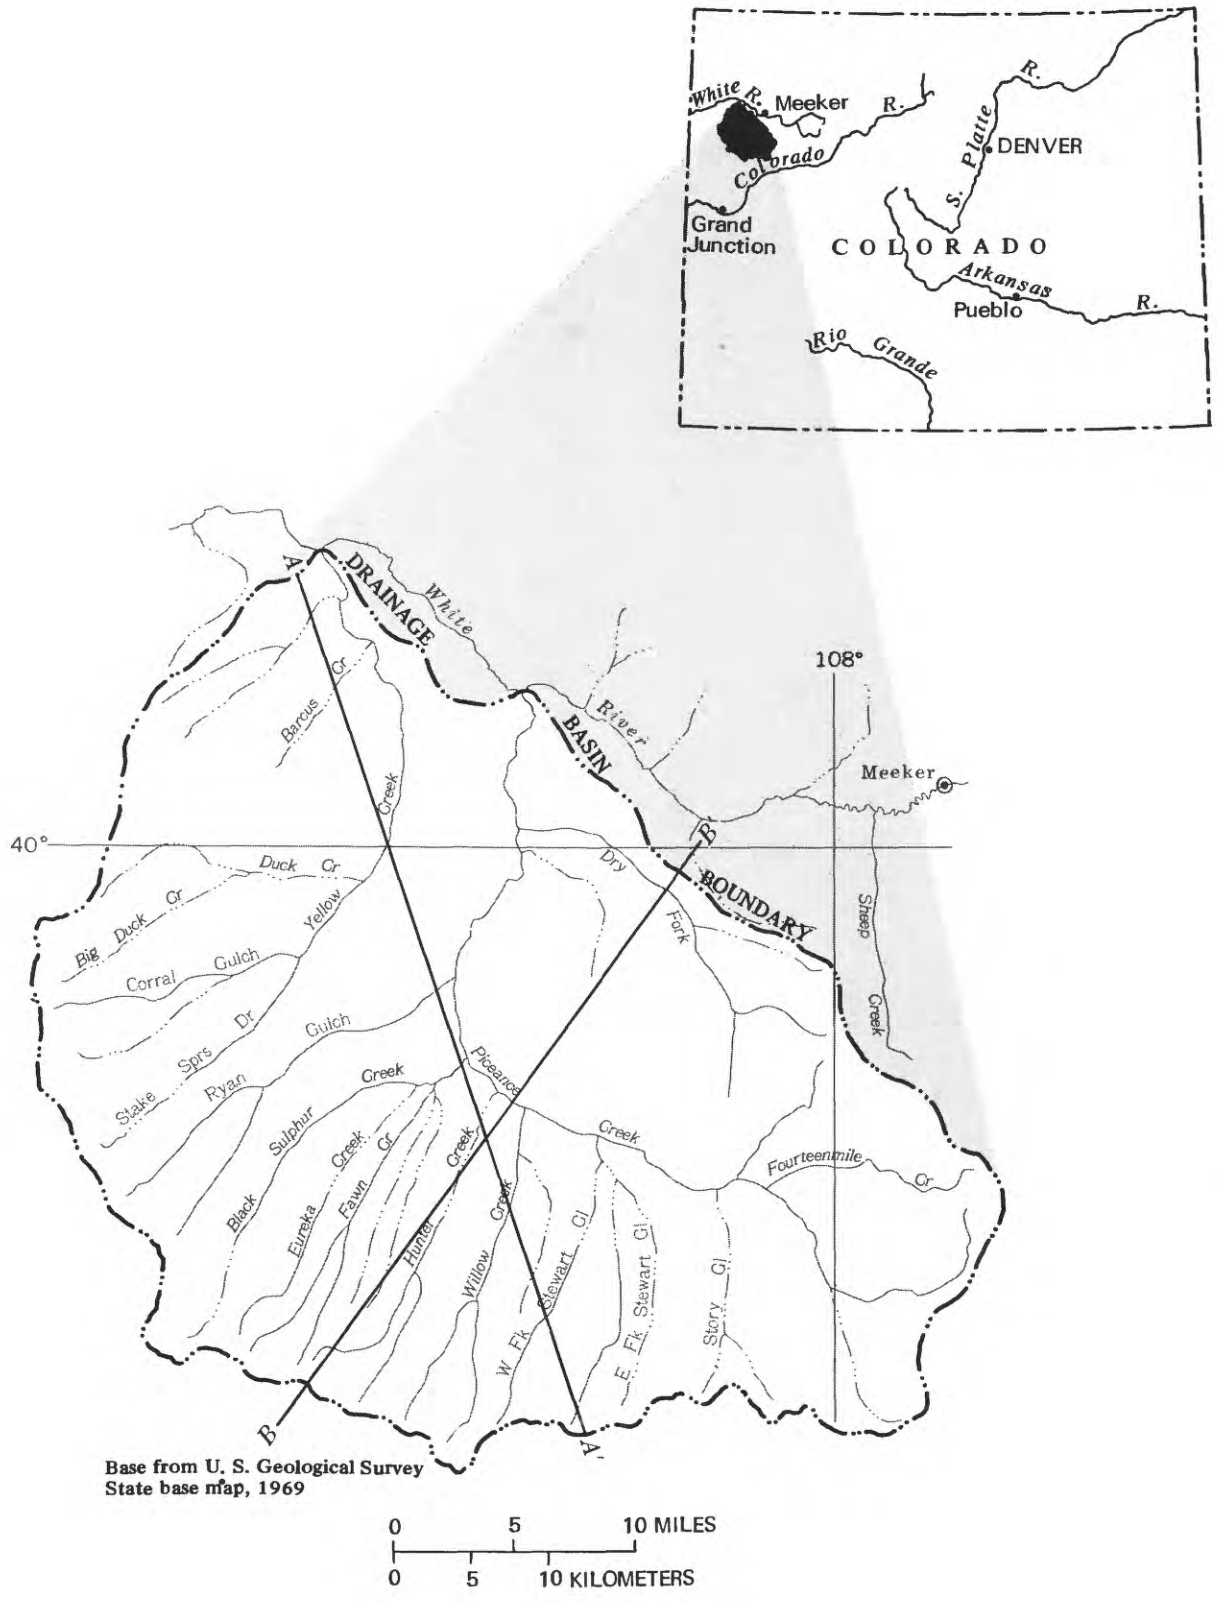 White R.
Meeker
R.
Colorado
Grand
Junction
S. Platte
R.
DENVER
COLORADO
Arkansas
R.
Pueblo
Rio Grande
A
DRAINAGE
BASIN
BOUNDARY
White
River
108°
Meeker
40°
Barcus Cr
Creek
Yellow
Duck Cr
Big Duck Cr
Corral Gulch
Stake Sprs Dr
Ryan Gulch
Black Sulphur Creek
Eureka Creek
Fawn Cr
Hunter Creek
Willow Creek
Piceance
Creek
W Fk Stewart Gl
E Fk Stewart Gl
Story Gl
Fourteenmile Cr
Dry
Fork
Sheep
Creek
B'
B
A'
Base from U. S. Geological Survey
State base map, 1969
0 5 10 MILES
0 5 10 KILOMETERS